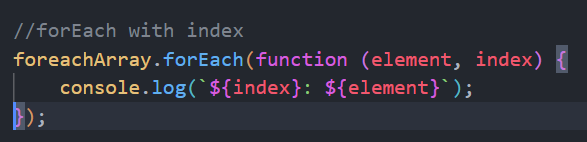 //forEach with index
foreachArray.forEach(function (element, index) {
    console.log(`${index}: ${element}`);
});